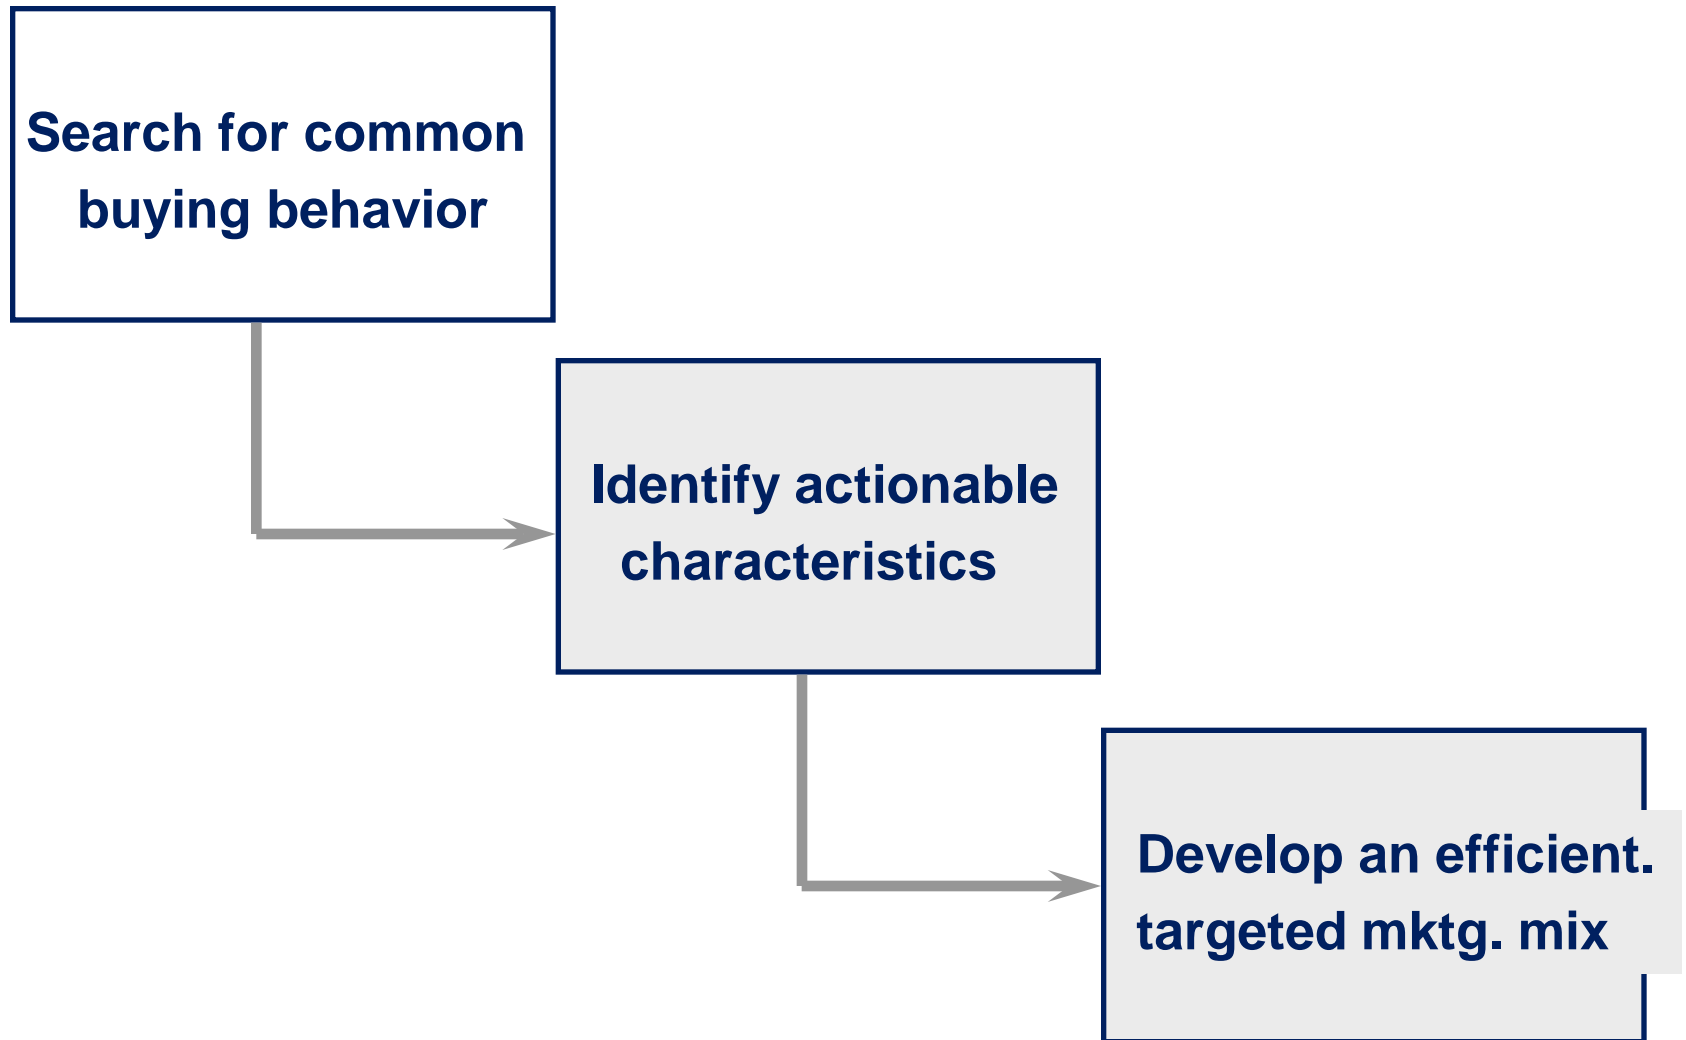 Search for common
buying behavior
Identify actionable
characteristics
Develop an efficient.
targeted mktg. mix